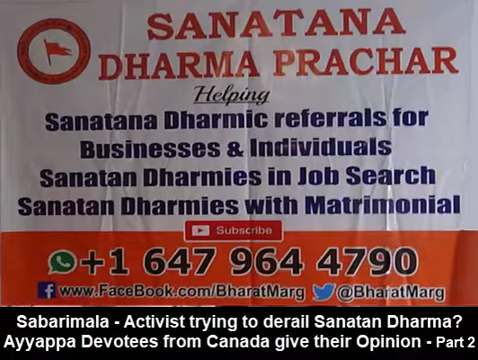 SANATANA
DHARMA PRACHAR
Helping
Sanatana Dharmic referrals for
Businesses & Individuals
Sanatan Dharmies in Job Search
Sanatan Dharmies with Matrimonial
Subscribe
+1 647 964 4790
www.FaceBook.com/BharatMarg @BharatMarg
Sabarimala - Activist trying to derail Sanatan Dharma?
Ayyappa Devotees from Canada give their Opinion - Part 2